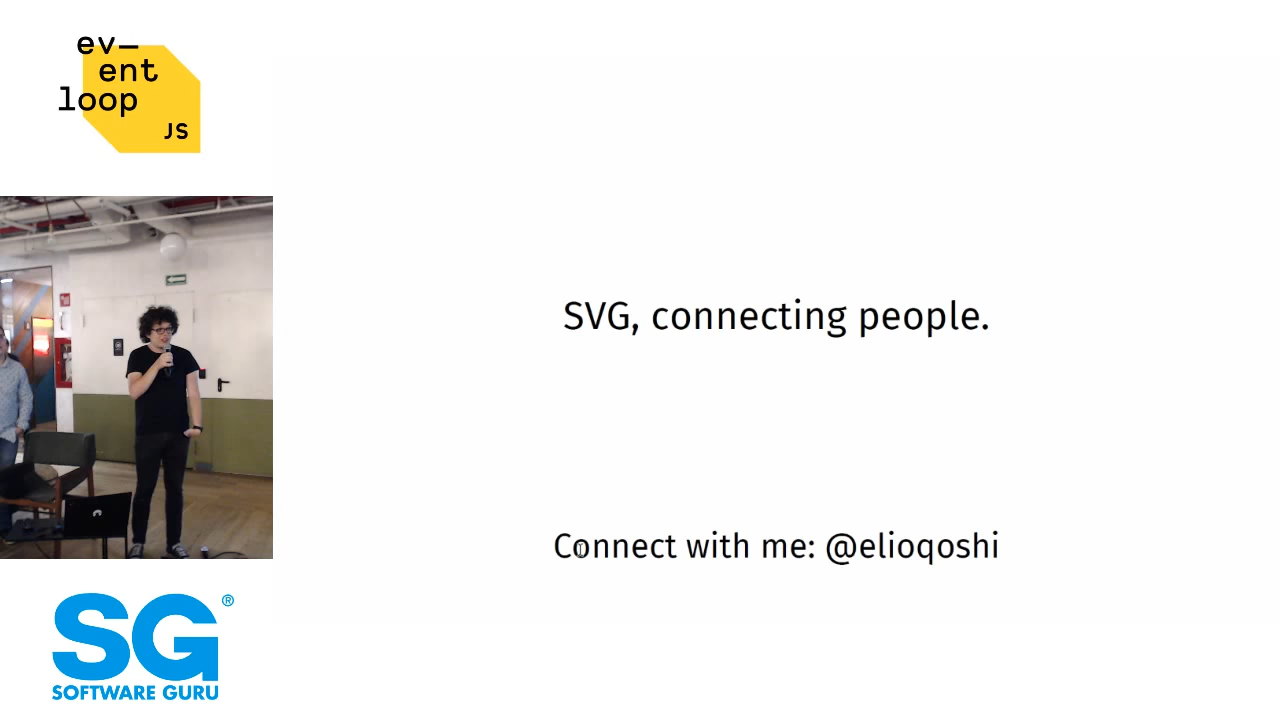 ev—
ent
loop
JS
SVG, connecting people.
Connect with me: @elioqoshi
SG®
SOFTWARE GURU